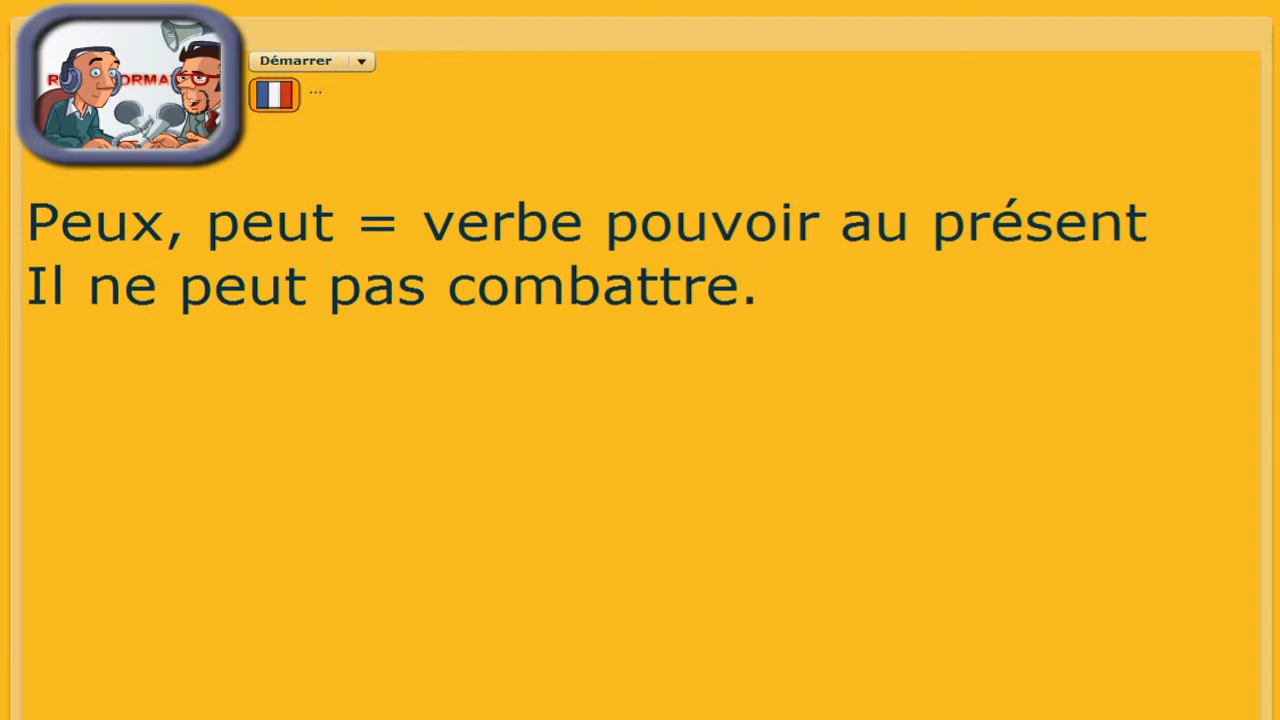 Démarrer
...
Peux, peut = verbe pouvoir au présent
Il ne peut pas combattre.